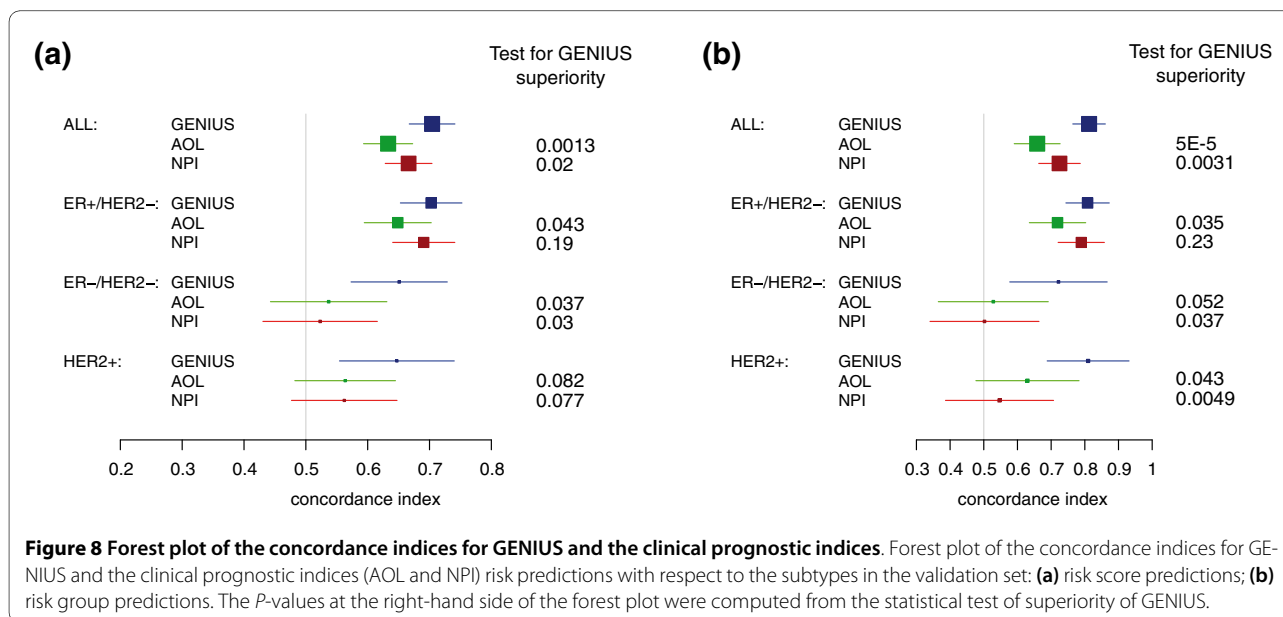 (a)
Test for GENIUS
superiority
ALL: GENIUS
AOL 0.0013
NPI 0.02
ER+/HER2−: GENIUS
AOL 0.043
NPI 0.19
ER−/HER2−: GENIUS
AOL 0.037
NPI 0.03
HER2+: GENIUS
AOL 0.082
NPI 0.077
0.2 0.3 0.4 0.5 0.6 0.7 0.8
concordance index
(b)
Test for GENIUS
superiority
ALL: GENIUS
AOL 5E-5
NPI 0.0031
ER+/HER2−: GENIUS
AOL 0.035
NPI 0.23
ER−/HER2−: GENIUS
AOL 0.052
NPI 0.037
HER2+: GENIUS
AOL 0.043
NPI 0.0049
0.3 0.4 0.5 0.6 0.7 0.8 0.9 1
concordance index
Figure 8 Forest plot of the concordance indices for GENIUS and the clinical prognostic indices. Forest plot of the concordance indices for GE-
NIUS and the clinical prognostic indices (AOL and NPI) risk predictions with respect to the subtypes in the validation set: (a) risk score predictions; (b)
risk group predictions. The P-values at the right-hand side of the forest plot were computed from the statistical test of superiority of GENIUS.